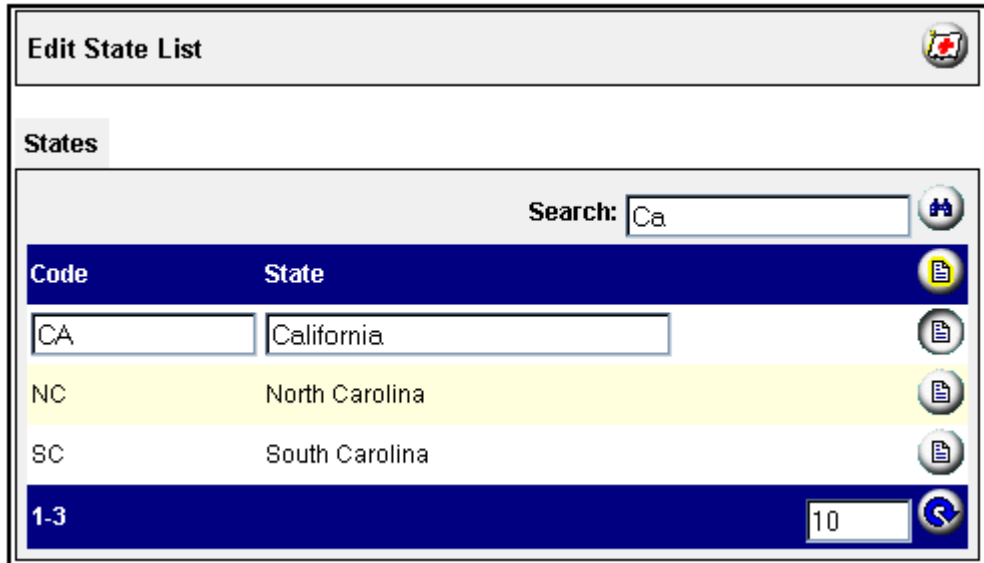 Edit State List
States
Search: Ca
Code State
CA California
NC North Carolina
SC South Carolina
1-3 10